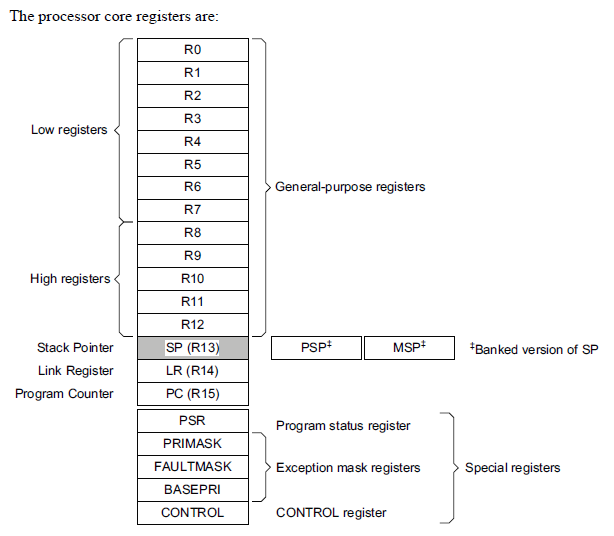 The processor core registers are:
R0
R1
R2
R3
Low registers
R4
R5
R6
General-purpose registers
R7
R8
R9
High registers
R10
R11
R12
Stack Pointer SP (R13) PSP‡ MSP‡ ‡Banked version of SP
Link Register LR (R14)
Program Counter PC (R15)
PSR Program status register
PRIMASK
FAULTMASK Exception mask registers Special registers
BASEPRI
CONTROL CONTROL register